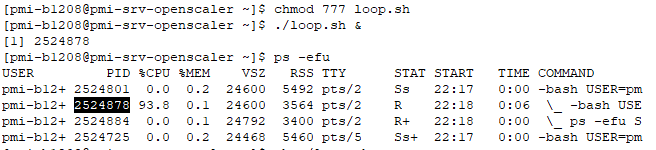 [pmi-b1208@pmi-srv-openscaler ~]$ chmod 777 loop.sh
[pmi-b1208@pmi-srv-openscaler ~]$ ./loop.sh &
[1] 2524878
[pmi-b1208@pmi-srv-openscaler ~]$ ps -efu
USER PID %CPU %MEM VSZ RSS TTY STAT START TIME COMMAND
pmi-b12+ 2524801 0.0 0.2 24600 5492 pts/2 Ss 22:17 0:00 -bash USER=pm
pmi-b12+ 2524878 93.8 0.1 24600 3564 pts/2 R 22:18 0:06 \_ -bash USE
pmi-b12+ 2524884 0.0 0.1 24792 3400 pts/2 R+ 22:18 0:00 \_ ps -efu S
pmi-b12+ 2524725 0.0 0.2 24468 5460 pts/5 Ss+ 22:17 0:00 -bash USER=pm